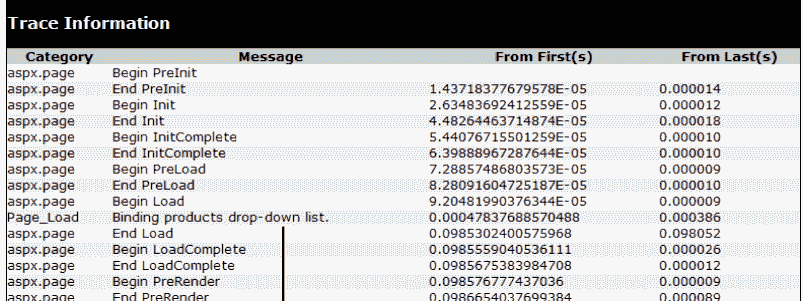 Trace Information
Category Message From First(s) From Last(s)
aspx.page Begin PreInit
aspx.page End PreInit 1.43718377679578E-05 0.000014
aspx.page Begin Init 2.63483692412559E-05 0.000012
aspx.page End Init 4.48264463714874E-05 0.000018
aspx.page Begin InitComplete 5.44076715501259E-05 0.000010
aspx.page End InitComplete 6.39888967287644E-05 0.000010
aspx.page Begin PreLoad 7.28857486803573E-05 0.000009
aspx.page End PreLoad 8.28091604725187E-05 0.000010
aspx.page Begin Load 9.20481990376344E-05 0.000009
Page_Load Binding products drop-down list. 0.00047837688570488 0.000386
aspx.page End Load 0.0985302400575968 0.098052
aspx.page Begin LoadComplete 0.0985559040536111 0.000026
aspx.page End LoadComplete 0.0985675383984708 0.000012
aspx.page Begin PreRender 0.098576777437036 0.000009
aspx.page End PreRender 0.0986654037699384 0.000089